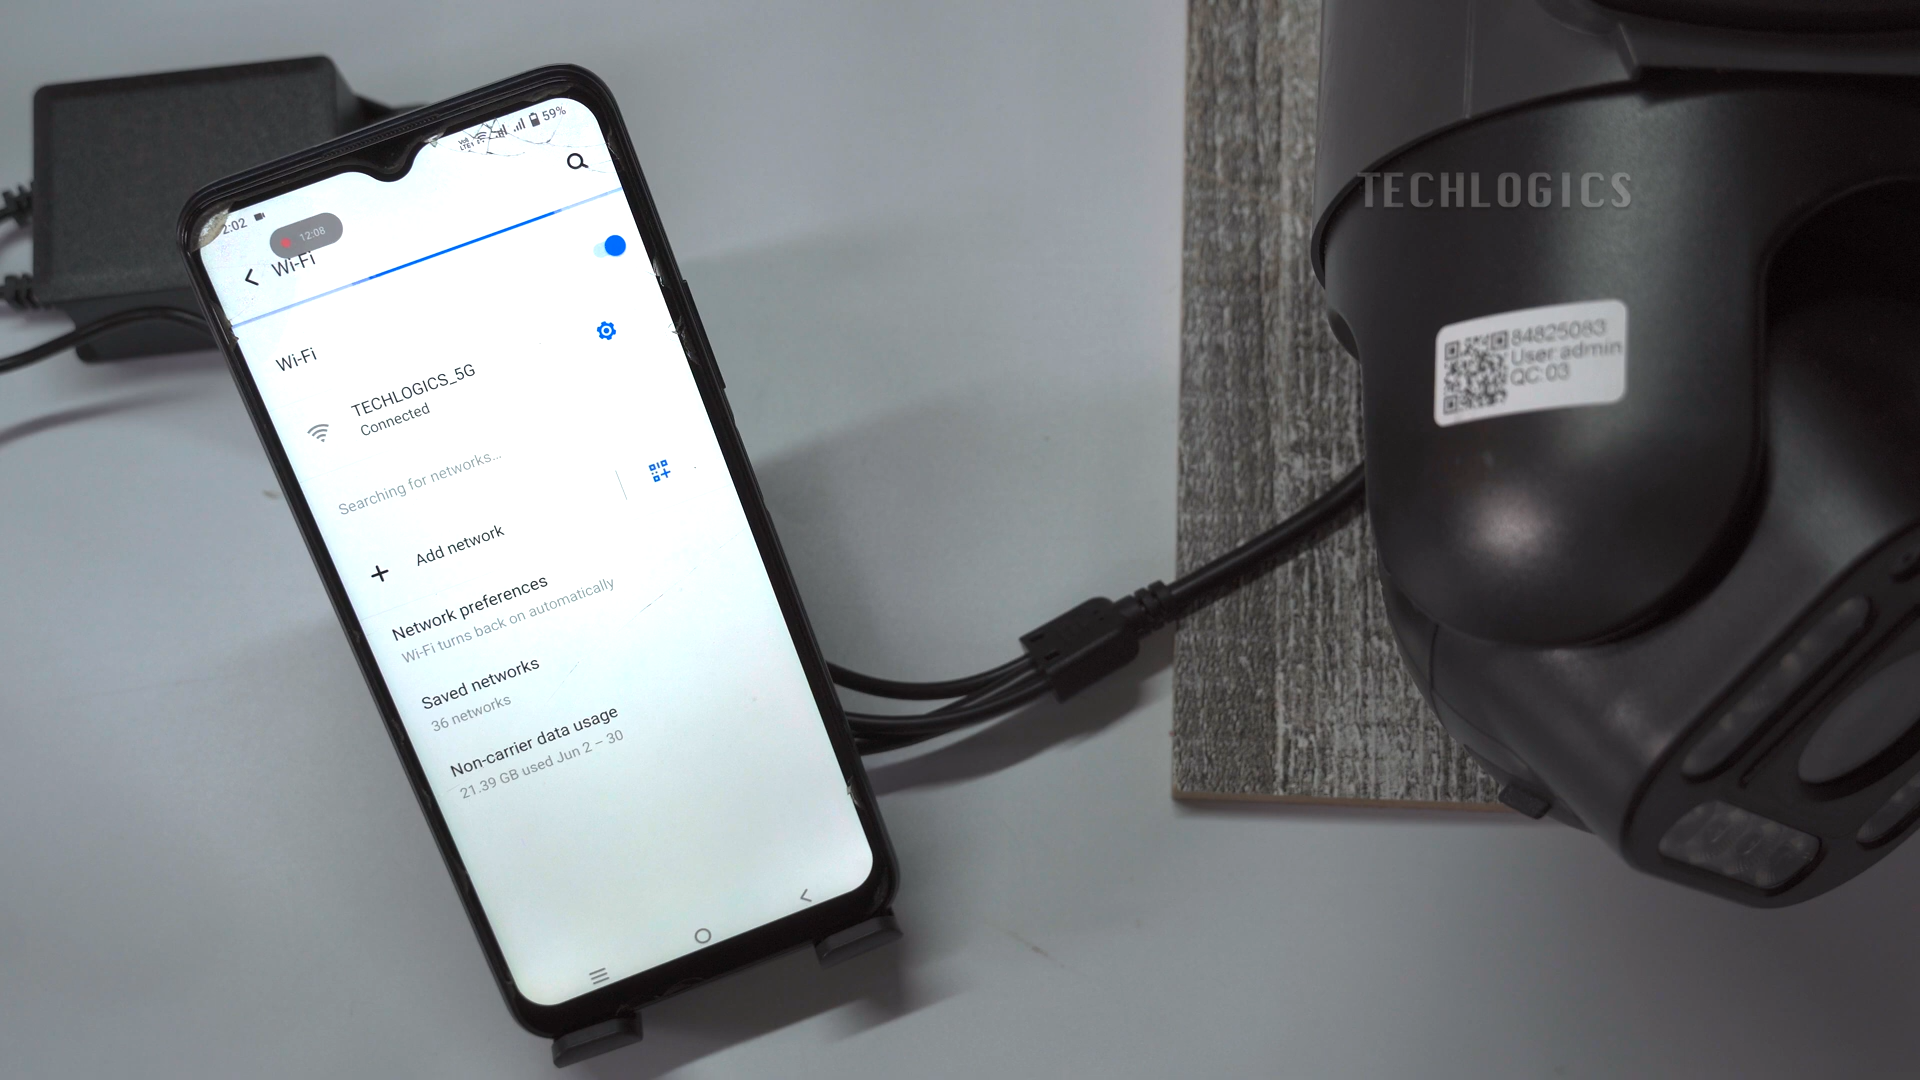 2:02
59%
12:08
Wi-Fi
Wi-Fi
TECHLOGICS_5G
Connected
Searching for networks...
Add network
Network preferences
Wi-Fi turns back on automatically
Saved networks
36 networks
Non-carrier data usage
21.39 GB used Jun 2 – 30
TECHLOGICS
84825083
User:admin
QC:03